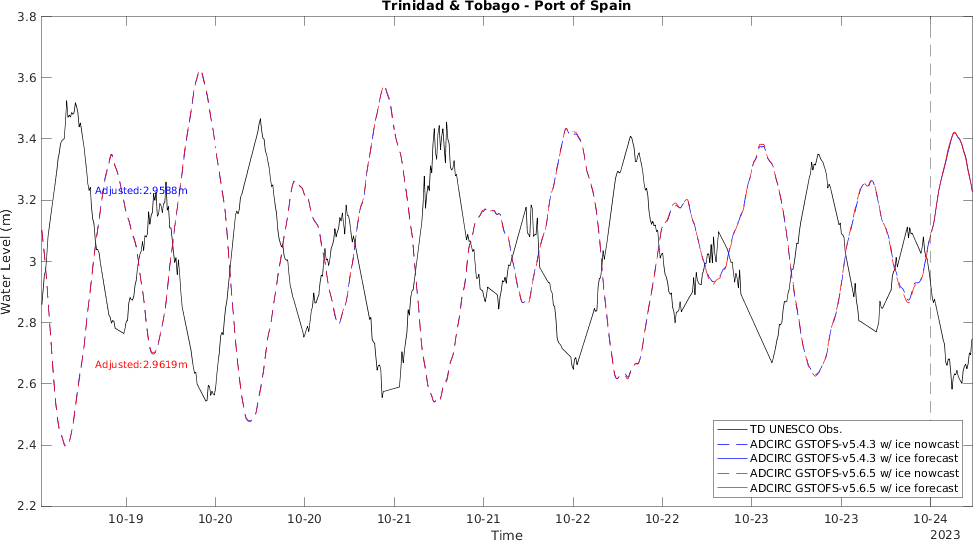 Trinidad & Tobago - Port of Spain
3.8
3.6
3.4
3.2
3
2.8
2.6
2.4
2.2
Water Level (m)
Adjusted:2.9588m
Adjusted:2.9619m
TD UNESCO Obs.
ADCIRC GSTOFS-v5.4.3 w/ ice nowcast
ADCIRC GSTOFS-v5.4.3 w/ ice forecast
ADCIRC GSTOFS-v5.6.5 w/ ice nowcast
ADCIRC GSTOFS-v5.6.5 w/ ice forecast
10-19 10-20 10-20 10-21 10-21 10-22 10-22 10-23 10-23 10-24
2023
Time